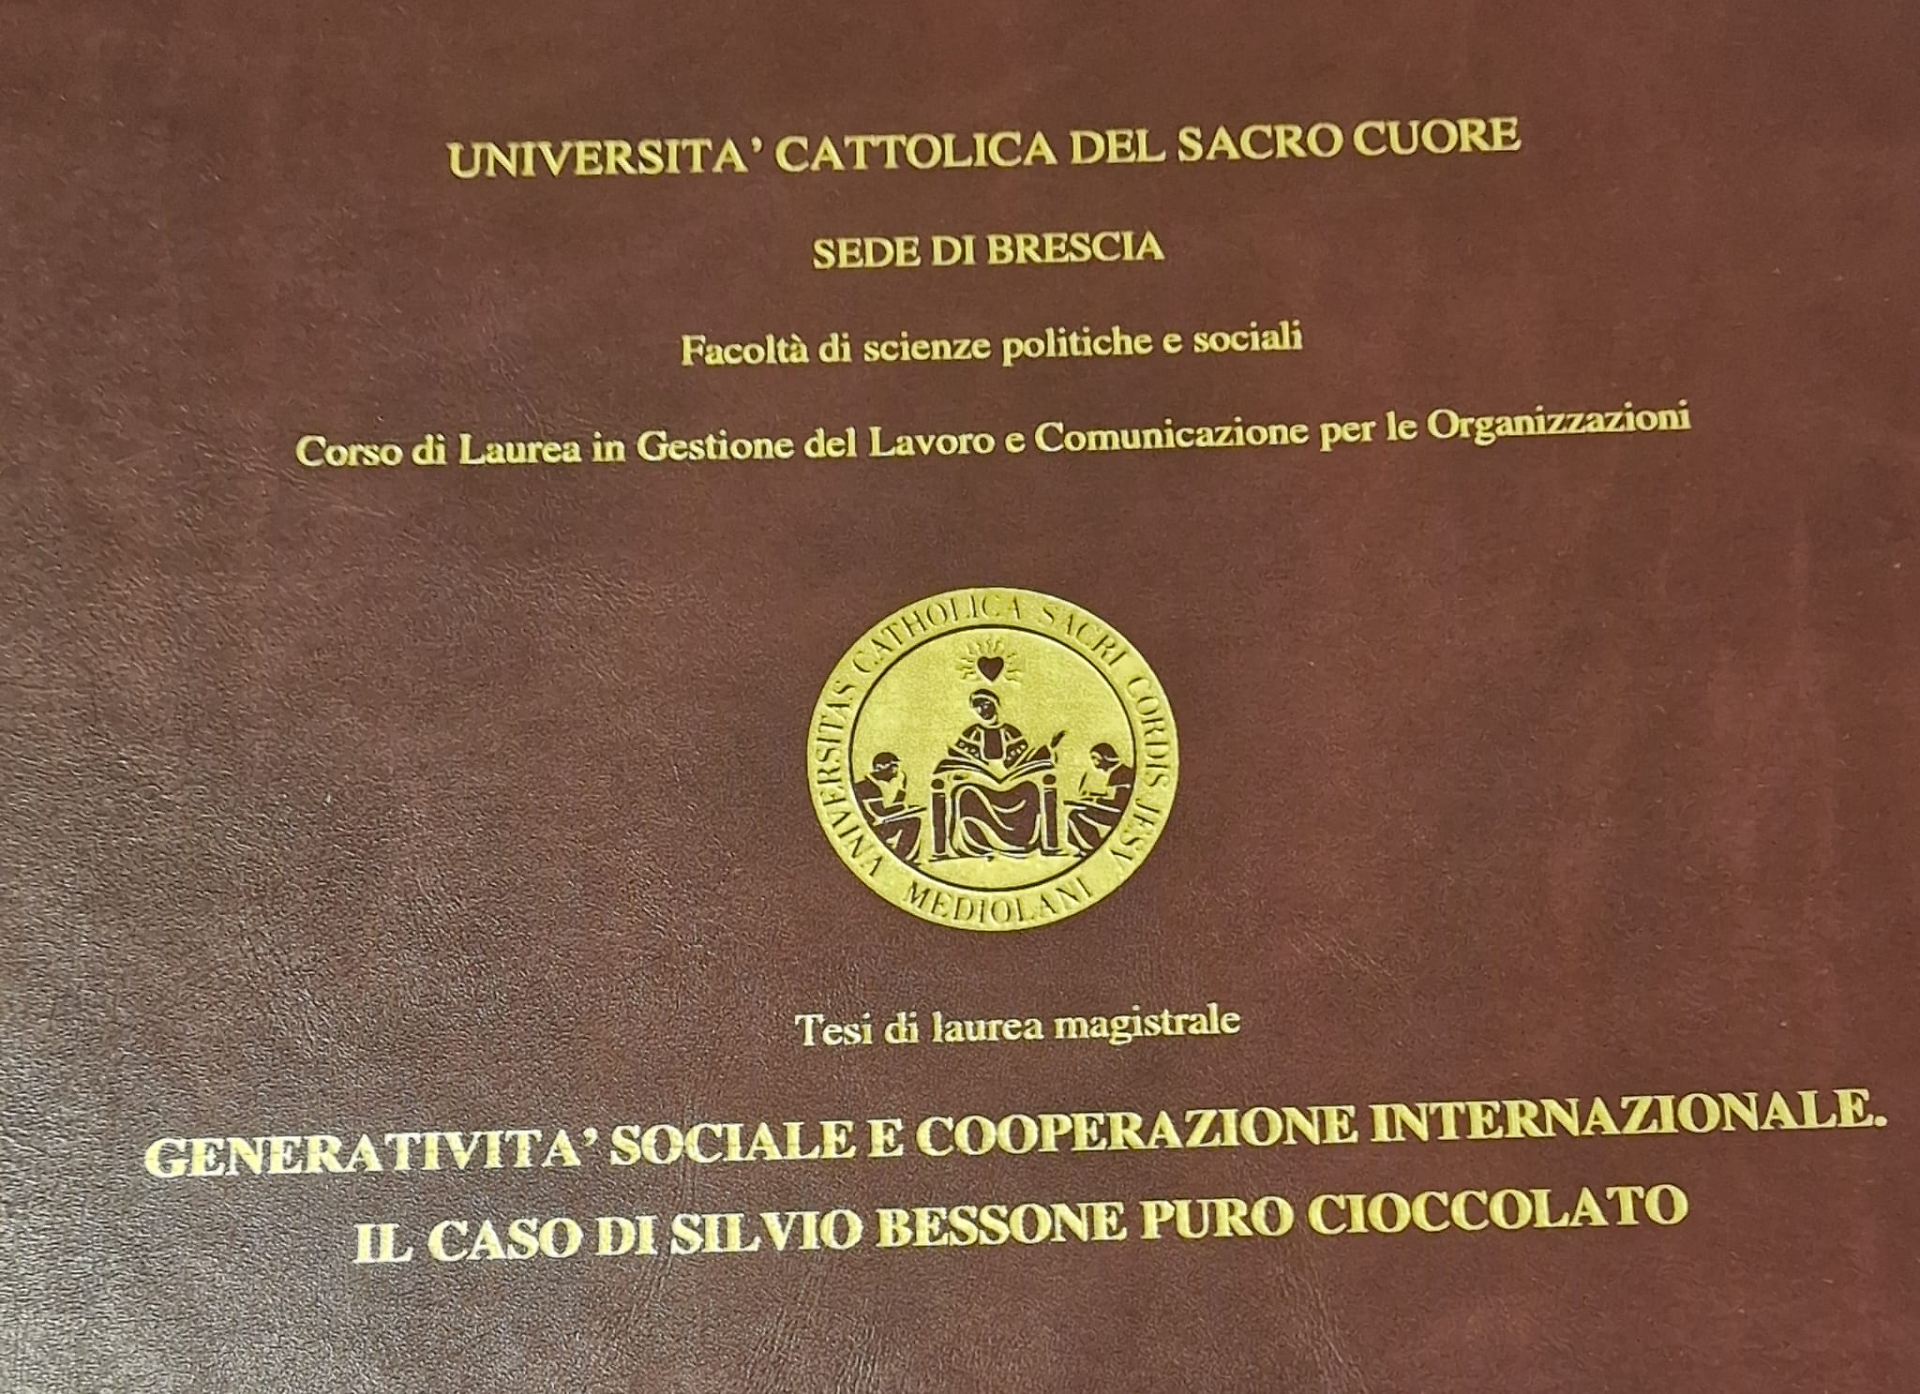 UNIVERSITA' CATTOLICA DEL SACRO CUORE
SEDE DI BRESCIA
Facoltà di scienze politiche e sociali
Corso di Laurea in Gestione del Lavoro e Comunicazione per le Organizzazioni
VNIVERSITAS CATHOLICA SACRI CORDIS JESV
MEDIOLANI
Tesi di laurea magistrale
GENERATIVITA' SOCIALE E COOPERAZIONE INTERNAZIONALE.
IL CASO DI SILVIO BESSONE PURO CIOCCOLATO